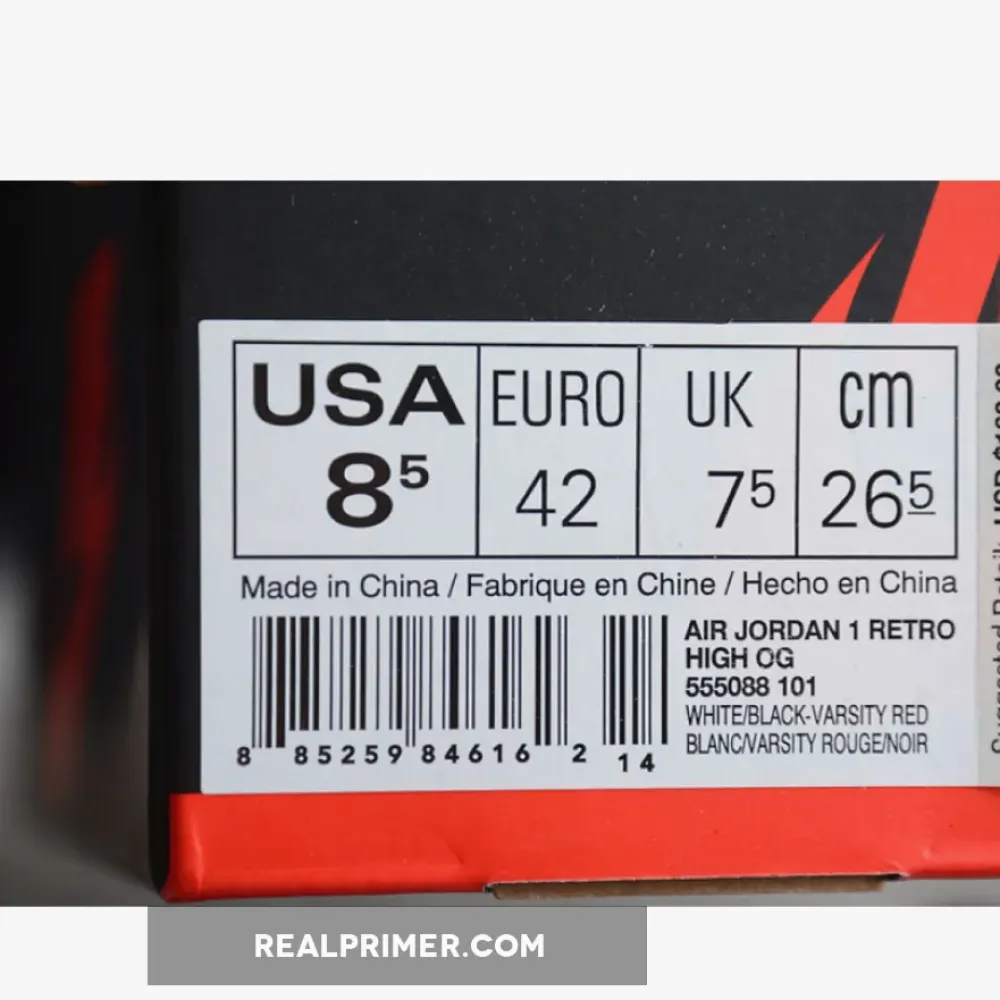 USA EURO UK cm
8⁵ 42 7⁵ 26⁵
Made in China / Fabrique en Chine / Hecho en China
AIR JORDAN 1 RETRO
HIGH OG
555088 101
WHITE/BLACK-VARSITY RED
BLANC/VARSITY ROUGE/NOIR
8 85259 84616 2 14
REALPRIMER.COM